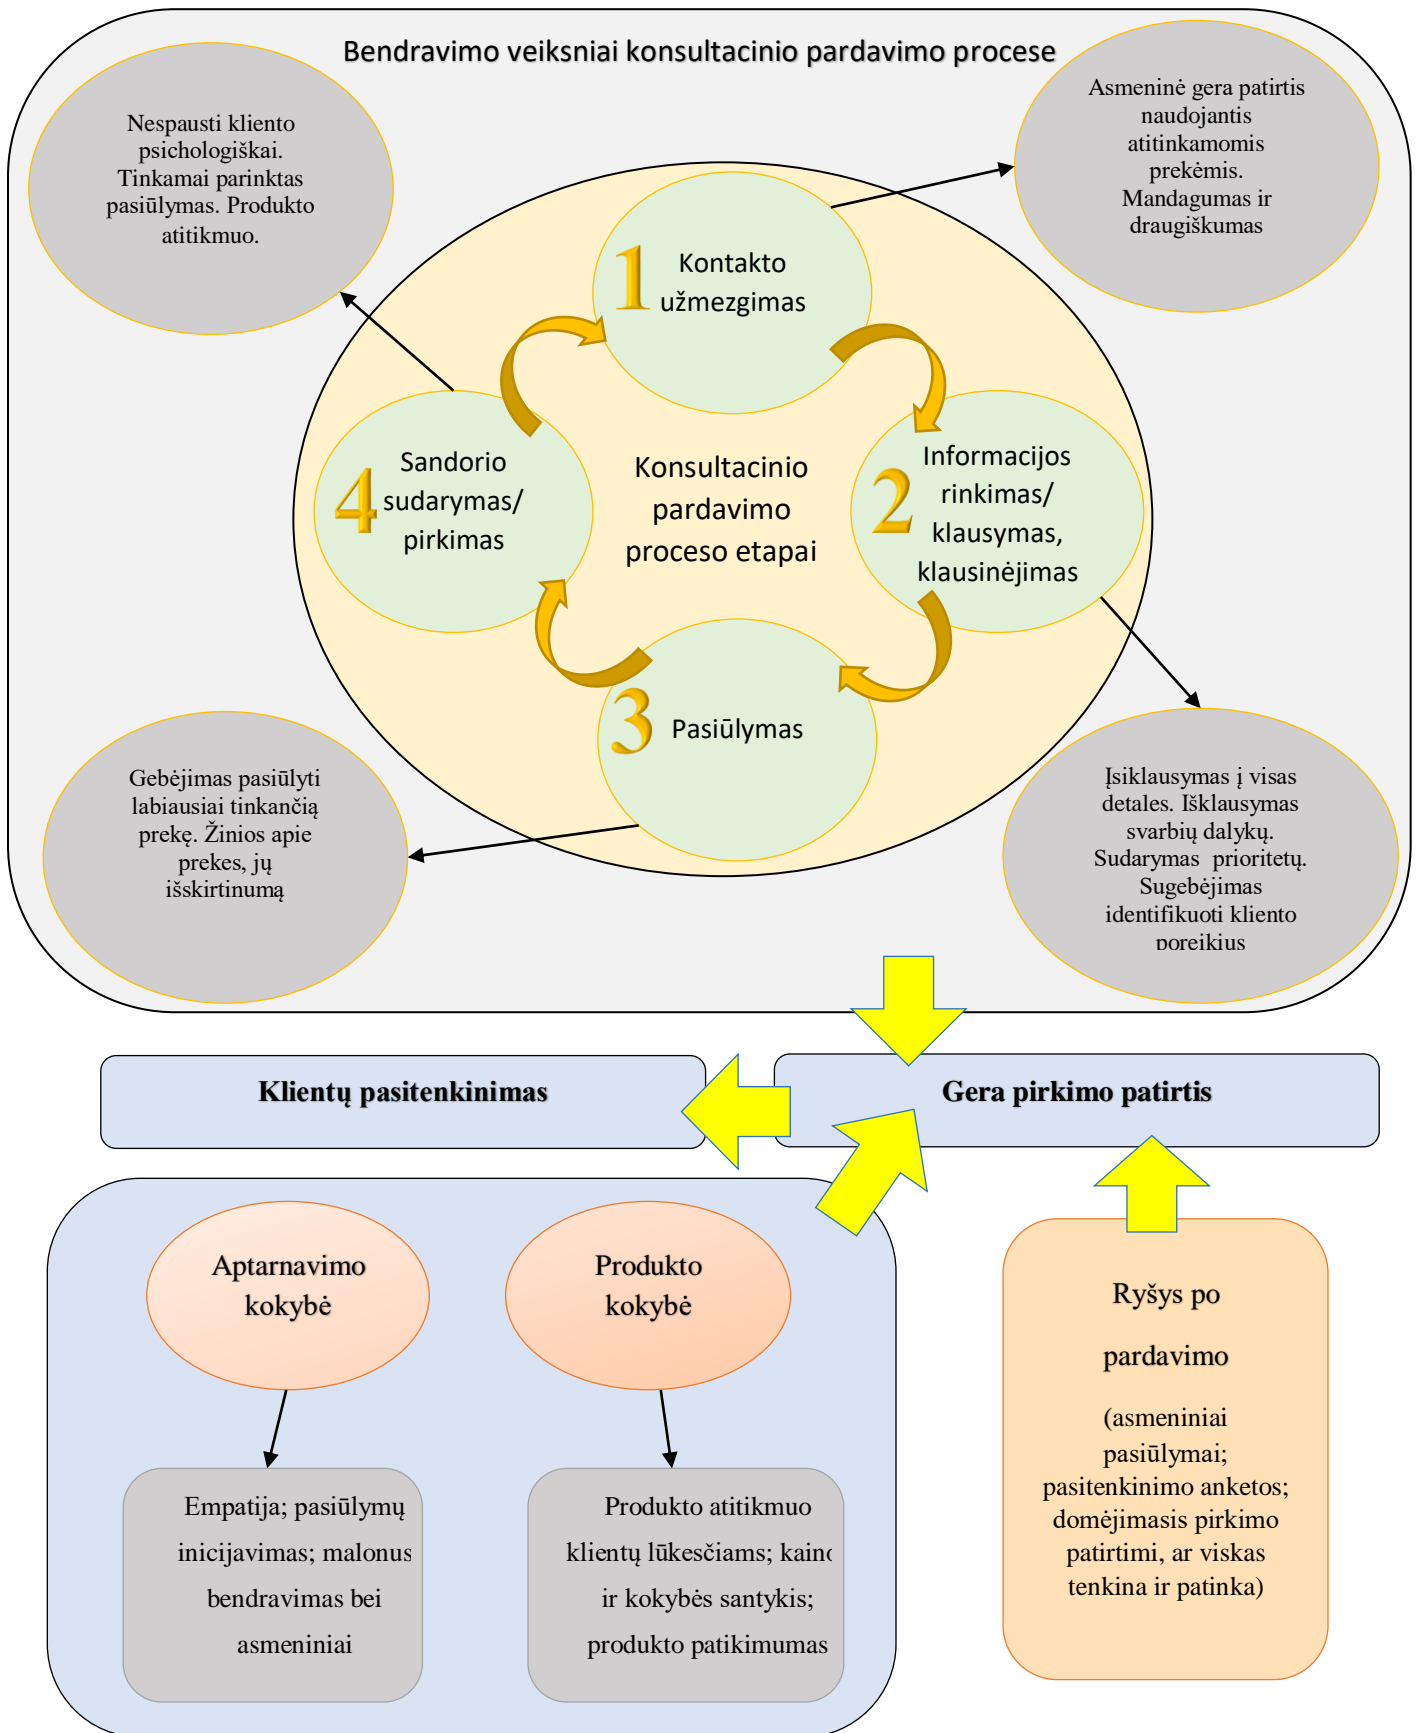 Bendravimo veiksniai konsultacinio pardavimo procese
Nespausti kliento
psichologiškai.
Tinkamai parinktas
pasiūlymas. Produkto
atitikmuo.
Asmeninė gera patirtis
naudojantis
atitinkamomis
prekėmis.
Mandagumas ir
draugiškumas
1
Kontakto
užmezgimas
2
Informacijos
rinkimas/
klausymas,
klausinėjimas
Konsultacinio
pardavimo
proceso etapai
4
Sandorio
sudarymas/
pirkimas
3
Pasiūlymas
Gebėjimas pasiūlyti
labiausiai tinkančią
prekę. Žinios apie
prekes, jų
išskirtinumą
Įsiklausymas į visas
detales. Išklausymas
svarbių dalykų.
Sudarymas prioritetų.
Sugebėjimas
identifikuoti kliento
poreikius
Klientų pasitenkinimas
Gera pirkimo patirtis
Aptarnavimo
kokybė
Produkto
kokybė
Empatija; pasiūlymų
inicijavimas; malonus
bendravimas bei
asmeniniai
Produkto atitikmuo
klientų lūkesčiams; kaino
ir kokybės santykis;
produkto patikimumas
Ryšys po
pardavimo
(asmeniniai
pasiūlymai;
pasitenkinimo anketos;
domėjimasis pirkimo
patirtimi, ar viskas
tenkina ir patinka)